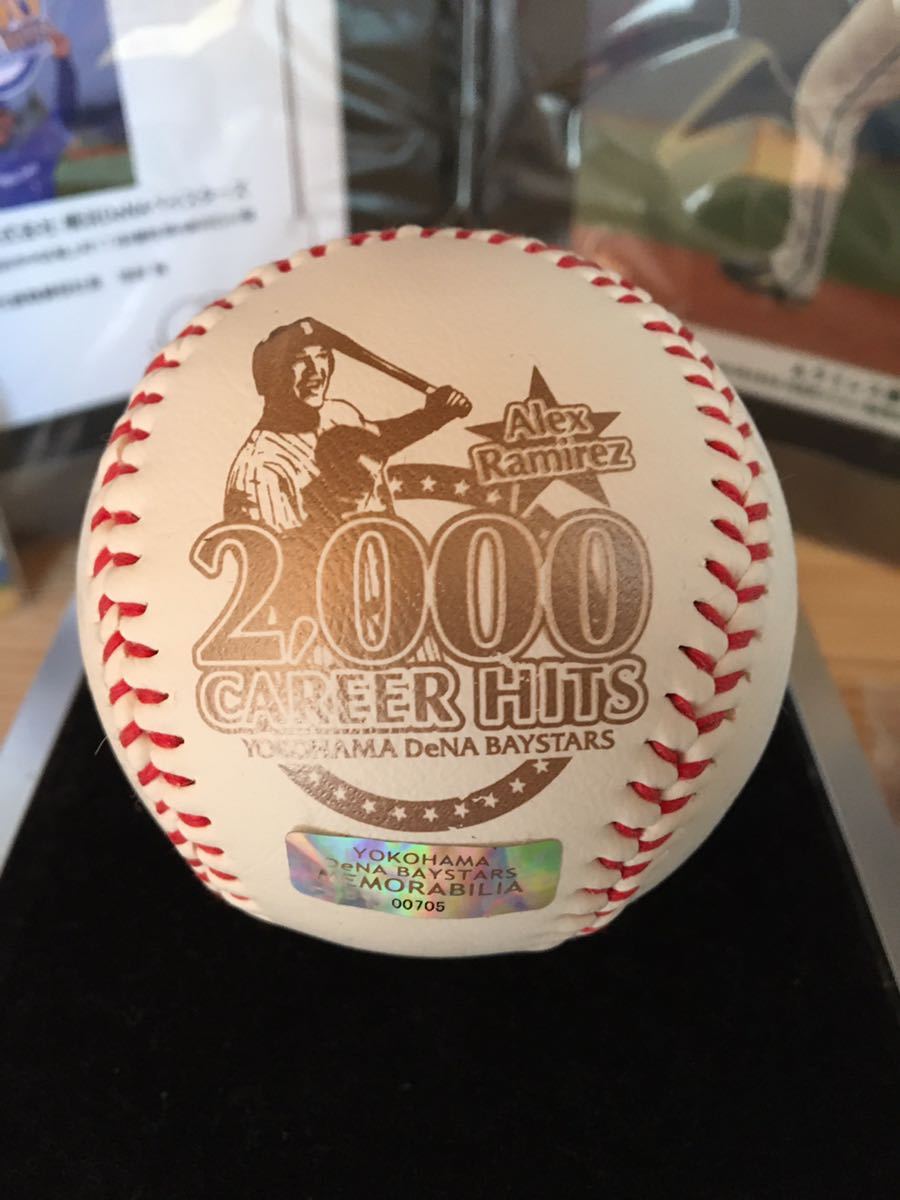 Alex
Ramirez
2,000
CAREER HITS
YOKOHAMA DeNA BAYSTARS
YOKOHAMA
DeNA BAYSTARS
MEMORABILIA
00705